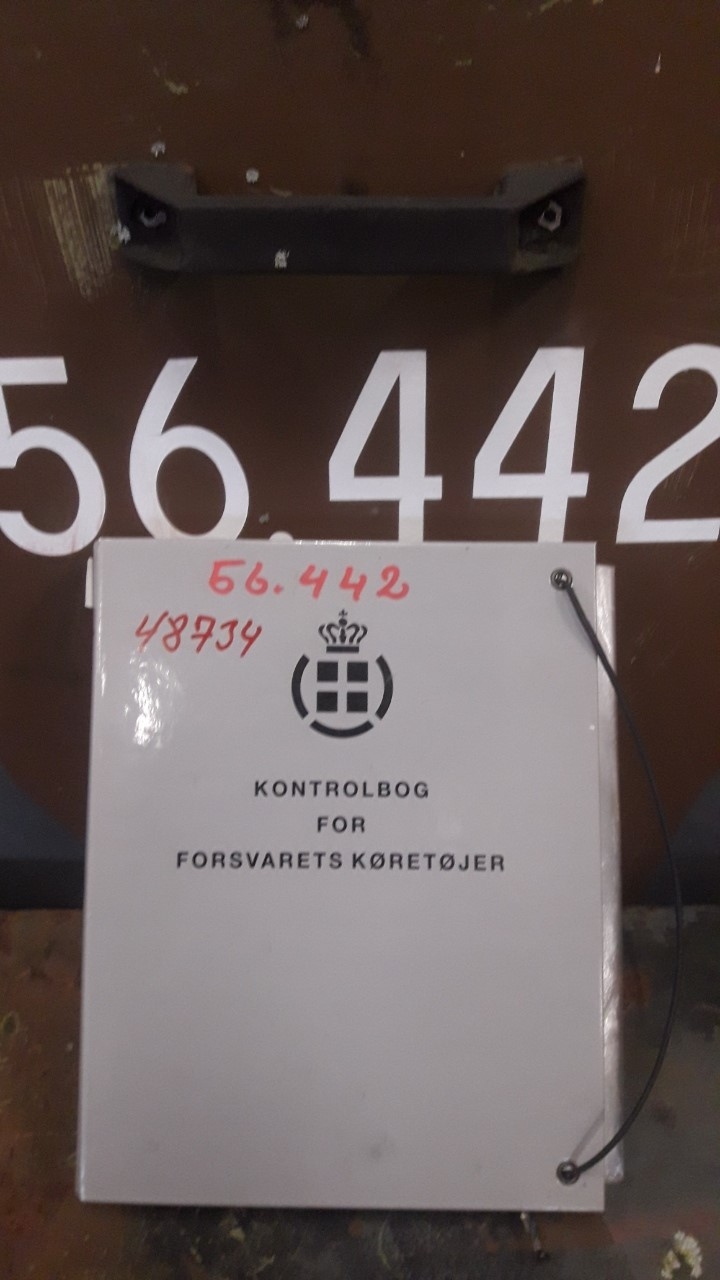 56.442
56.442
48734
KONTROLBOG
FOR
FORSVARETS KØRETØJER